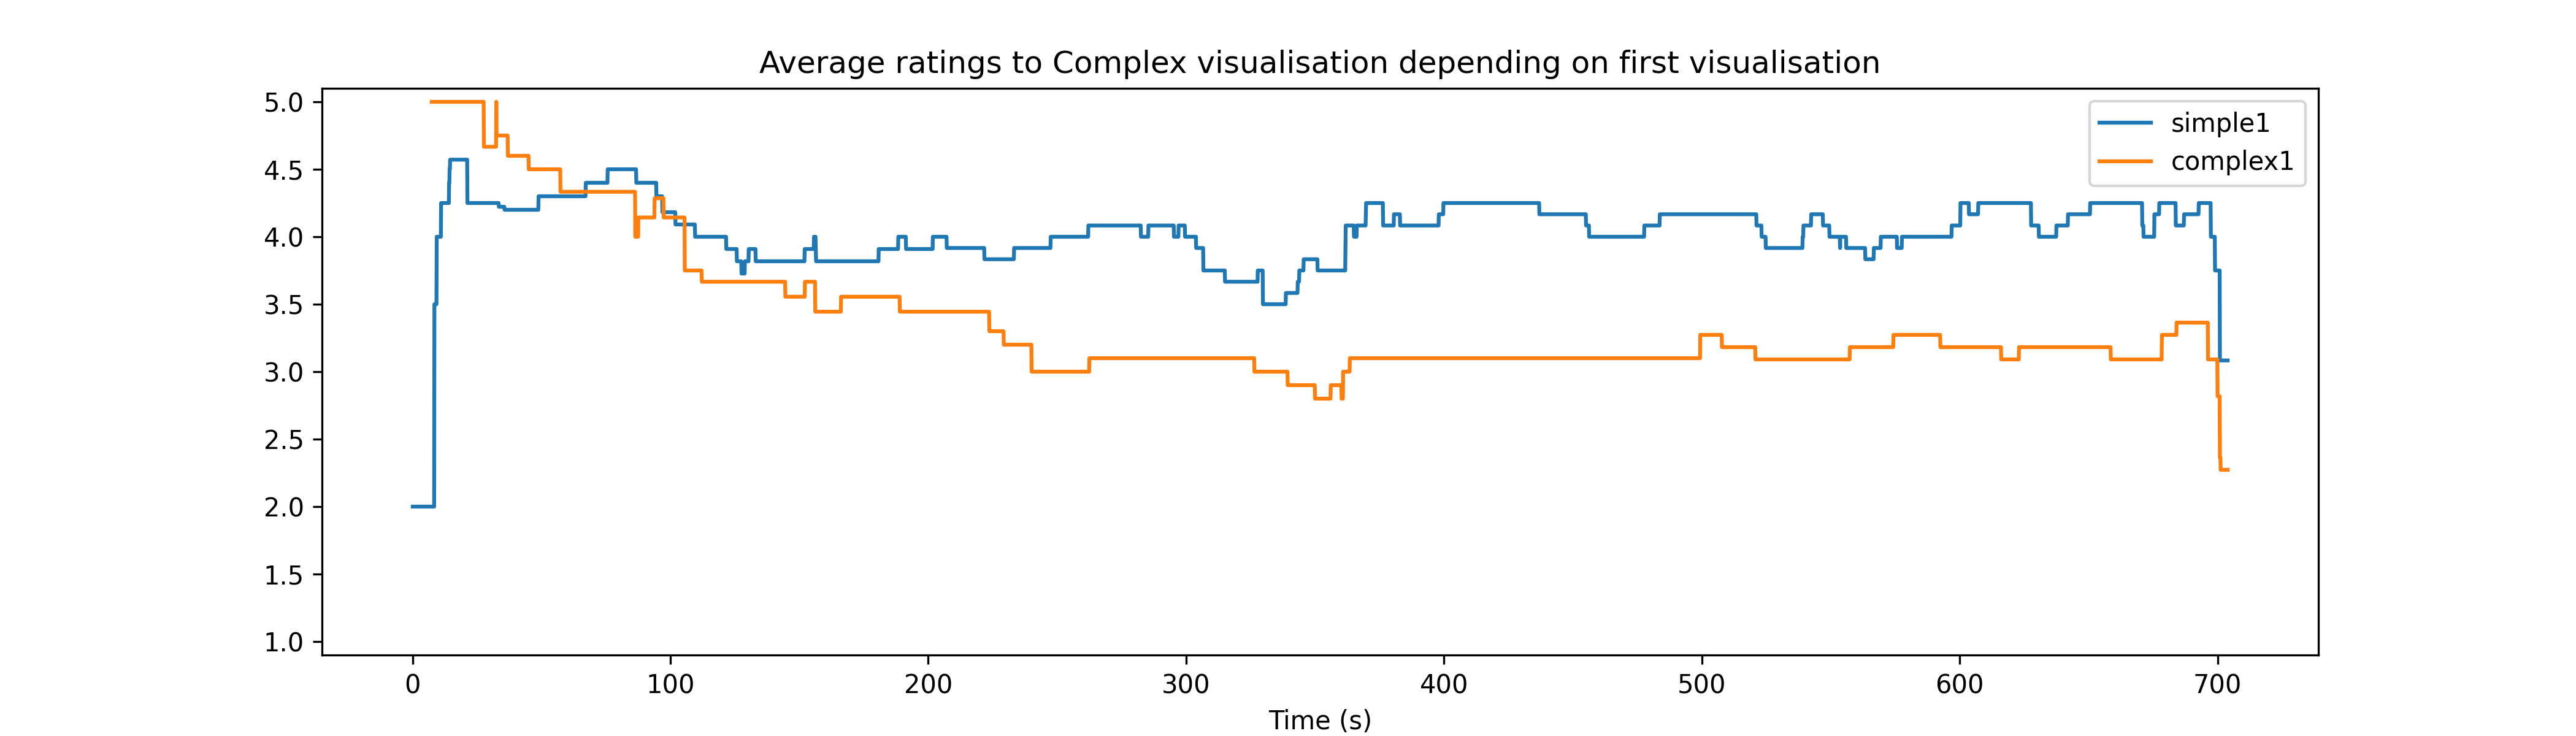 Average ratings to Complex visualisation depending on first visualisation
5.0
4.5
4.0
3.5
3.0
2.5
2.0
1.5
1.0
simple1
complex1
0 100 200 300 400 500 600 700
Time (s)